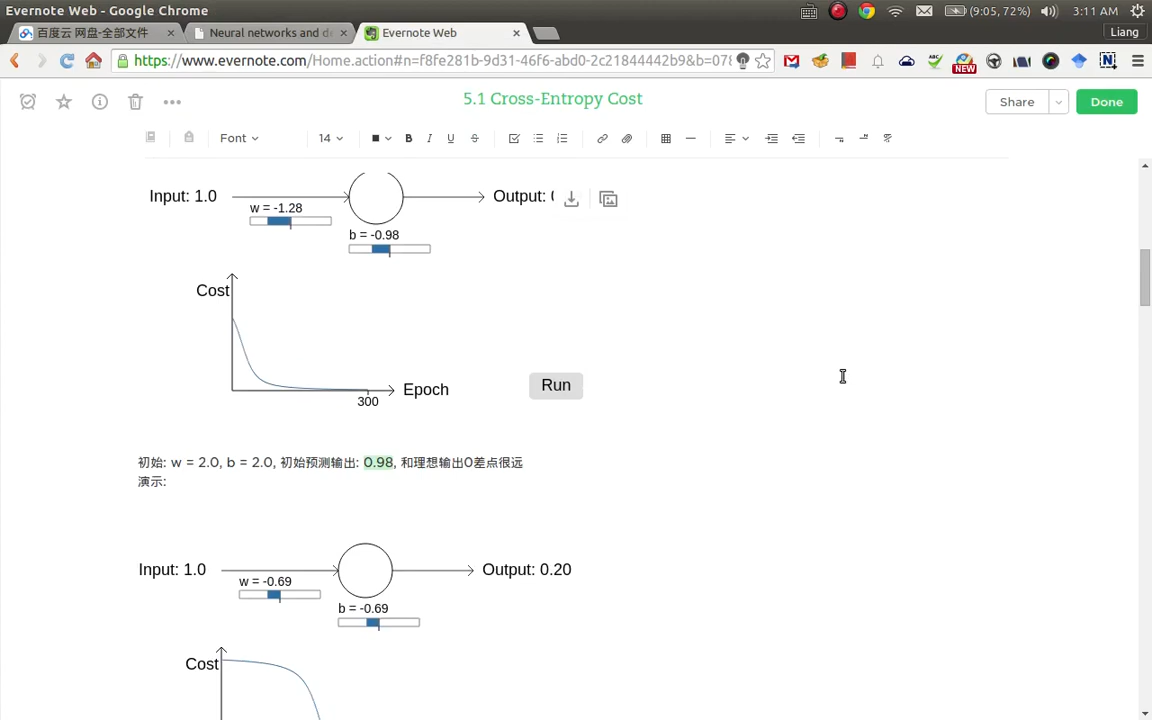 Evernote Web - Google Chrome
(9:05, 72%)
3:11 AM
百度云 网盘-全部文件
Neural networks and de
Evernote Web
Liang
https://www.evernote.com/Home.action#n=f8fe281b-9d31-46f6-abd0-2c21844442b9&b=078
NEW
5.1 Cross-Entropy Cost
Share
Done
Font
14
B
I
U
Input: 1.0
Output: 0
w = -1.28
b = -0.98
Cost
Epoch
300
Run
初始: w = 2.0, b = 2.0, 初始预测输出: 0.98, 和理想输出0差点很远
演示:
Input: 1.0
Output: 0.20
w = -0.69
b = -0.69
Cost